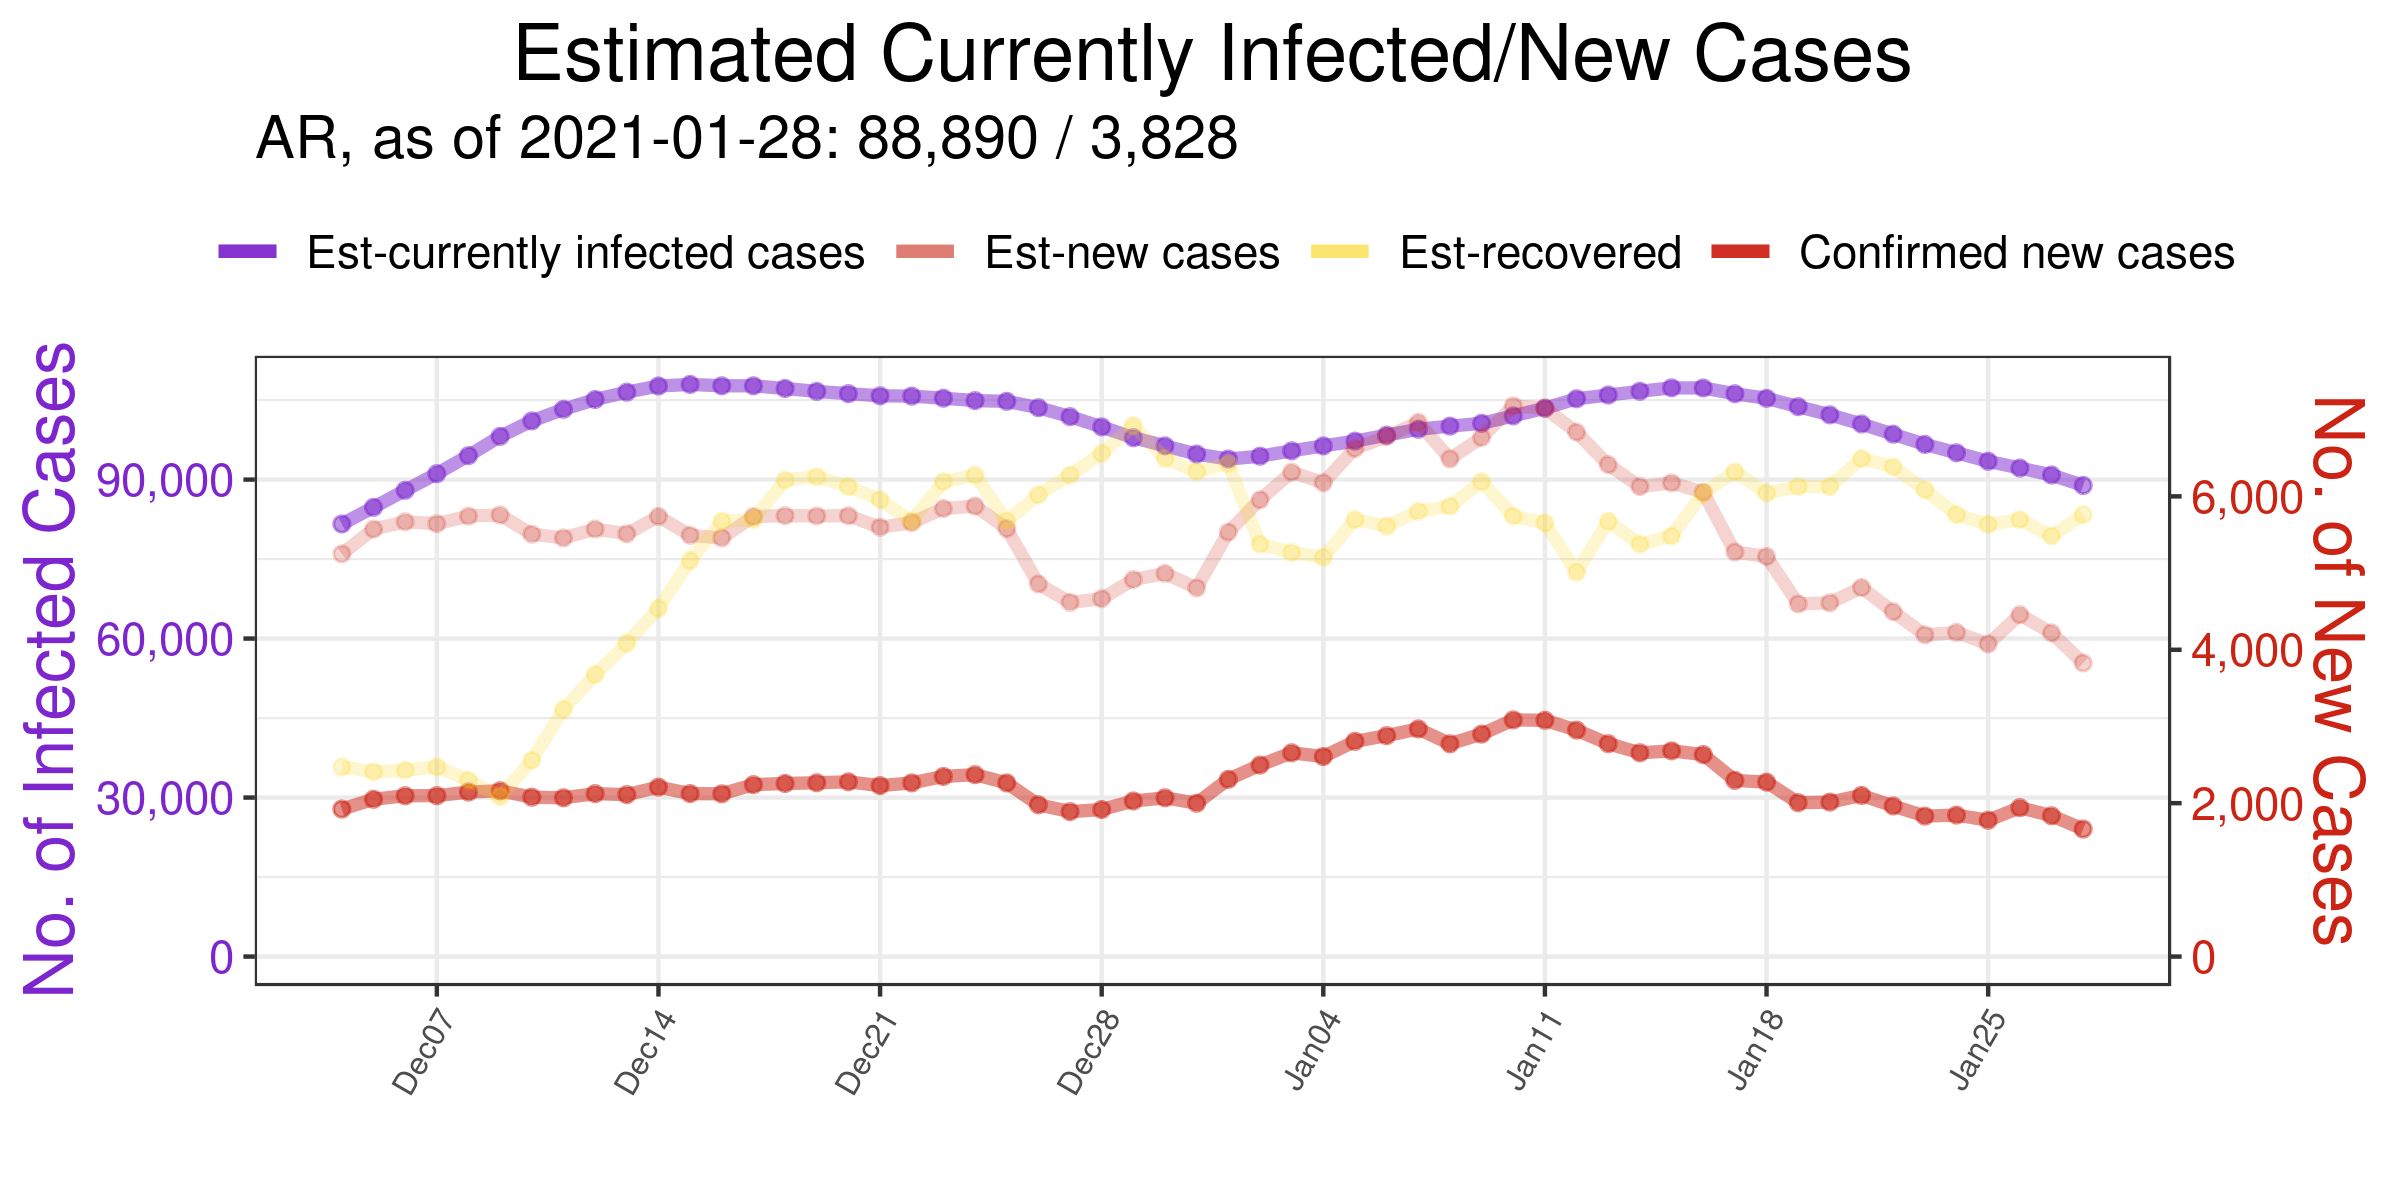 Estimated Currently Infected/New Cases
AR, as of 2021-01-28: 88,890 / 3,828
Est-currently infected cases Est-new cases Est-recovered Confirmed new cases
No. of Infected Cases
90,000
60,000
30,000
0
No. of New Cases
6,000
4,000
2,000
0
Dec07 Dec14 Dec21 Dec28 Jan04 Jan11 Jan18 Jan25